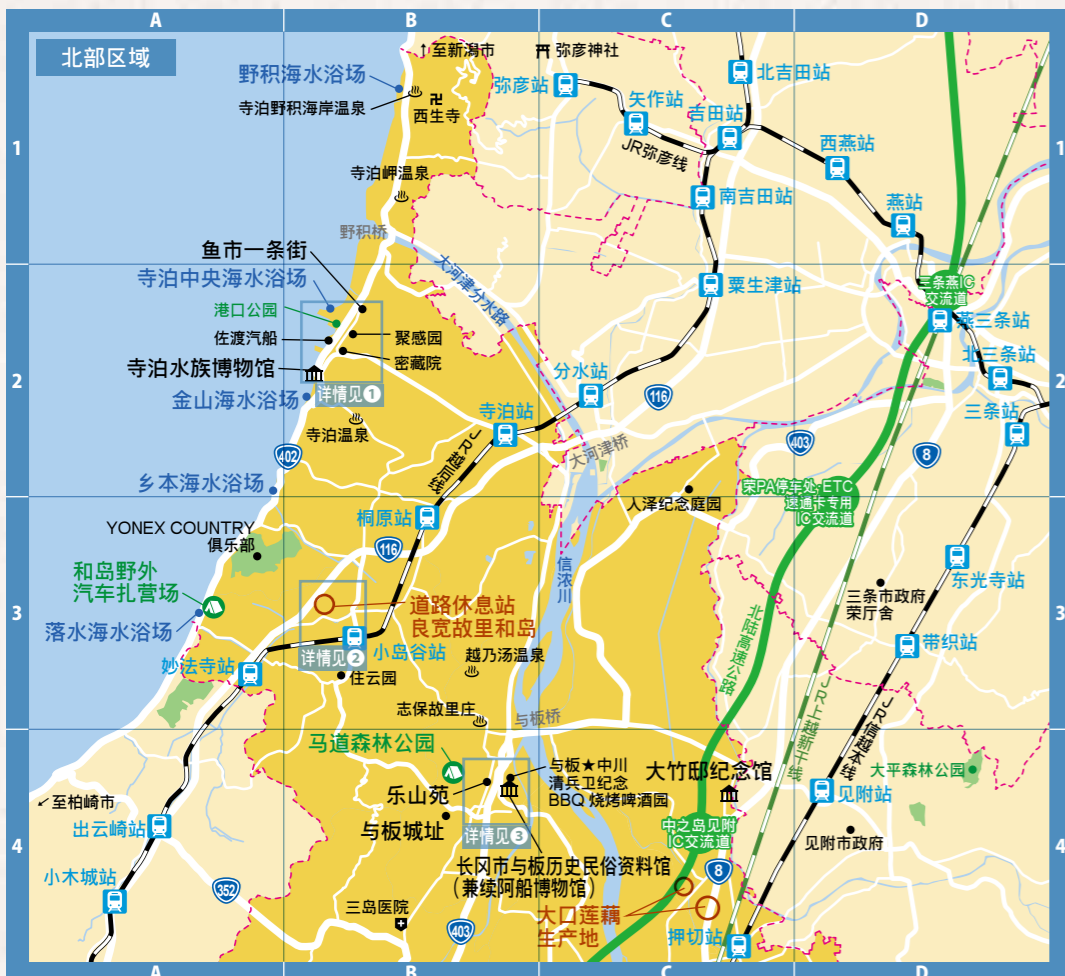 A
B
C
D
北部区域
↑至新潟市
弥彦神社
野积海水浴场
弥彦站
北吉田站
寺泊野积海岸温泉
西生寺
矢作站
吉田站
JR弥彦线
西燕站
1
1
寺泊岬温泉
南吉田站
燕站
野积桥
鱼市一条街
大河津分水路
寺泊中央海水浴场
粟生津站
三条燕IC
交流道
港口公园
燕三条站
佐渡汽船
聚感园
密藏院
北三条站
寺泊水族博物馆
分水站
2
2
详情见❶
116
金山海水浴场
三条站
寺泊站
寺泊温泉
JR越后线
大河津桥
403
8
402
乡本海水浴场
荣PA停车处·ETC
速通卡专用
IC交流道
人泽纪念庭园
YONEX COUNTRY
俱乐部
桐原站
116
信浓川
东光寺站
和岛野外
汽车扎营场
三条市政府
荣厅舍
3
3
道路休息站
良宽故里和岛
北陆高速公路
落水海水浴场
小岛谷站
带织站
详情见❷
越乃汤温泉
妙法寺站
住云园
JR上越新干线
JR信越本线
志保故里庄
与板桥
马道森林公园
与板★中川
清兵卫纪念
BBQ 烧烤啤酒园
大竹邸纪念馆
大平森林公园
乐山苑
见附站
↙至柏崎市
出云崎站
与板城址
详情见❸
中之岛见附
IC交流道
见附市政府
4
4
长冈市与板历史民俗资料馆
（兼续阿船博物馆）
8
小木城站
352
大口莲藕
生产地
三岛医院
403
押切站
A
B
C
D